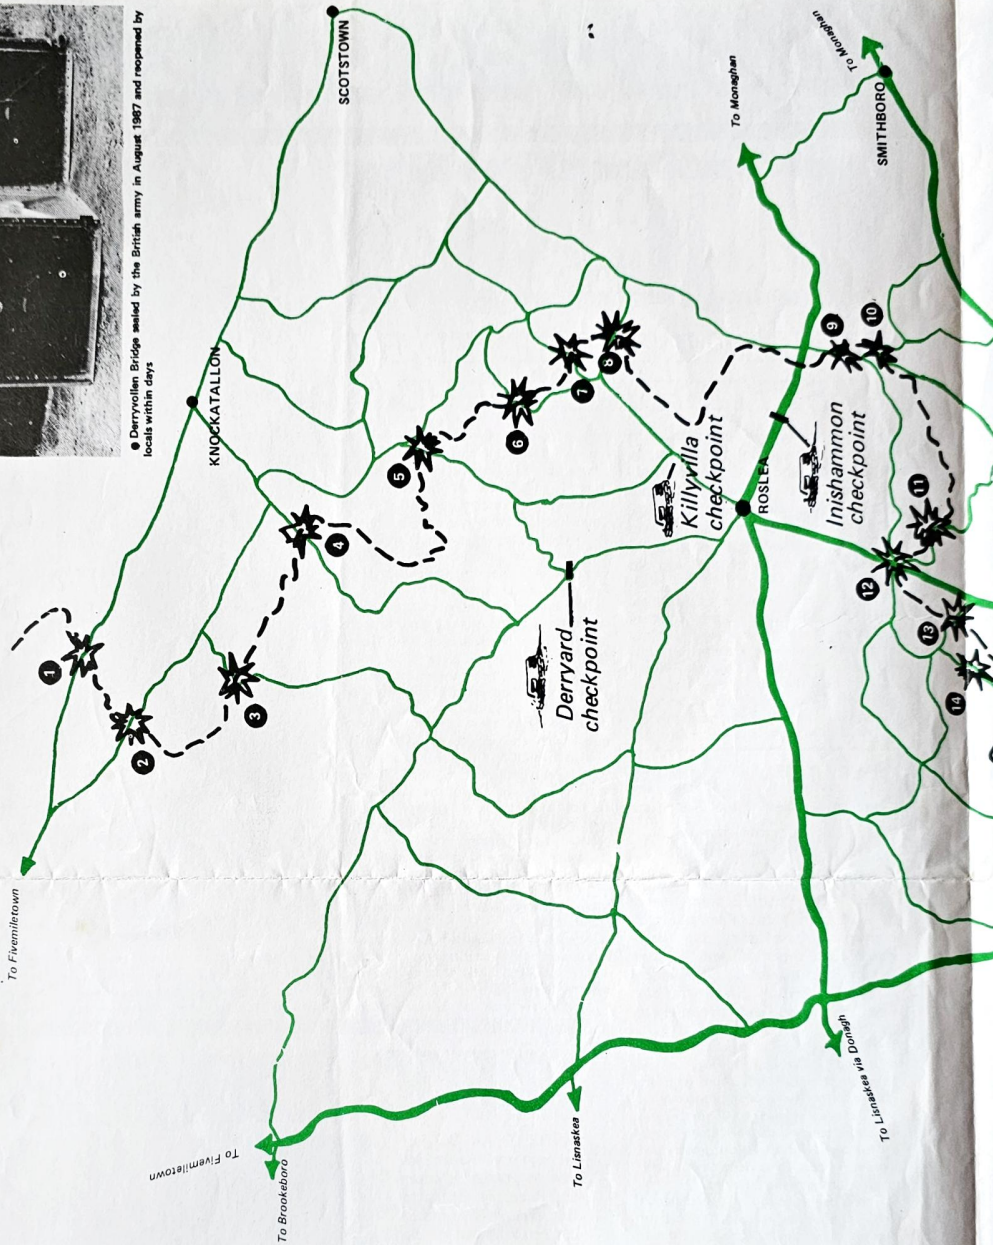 ● Derryvollen Bridge sealed by the British army in August 1987 and reopened by
locals within days
SCOTSTOWN
To Monaghan
To Monaghan
SMITHBORO
KNOCKATALLON
1
2
3
4
5
6
7
8
9
10
11
12
13
14
Killyvilla
checkpoint
ROSLEA
Inishammon
checkpoint
Derryard
checkpoint
To Fivemiletown
To Fivemiletown
To Brookeboro
To Lisnaskea
To Lisnaskea via Donagh